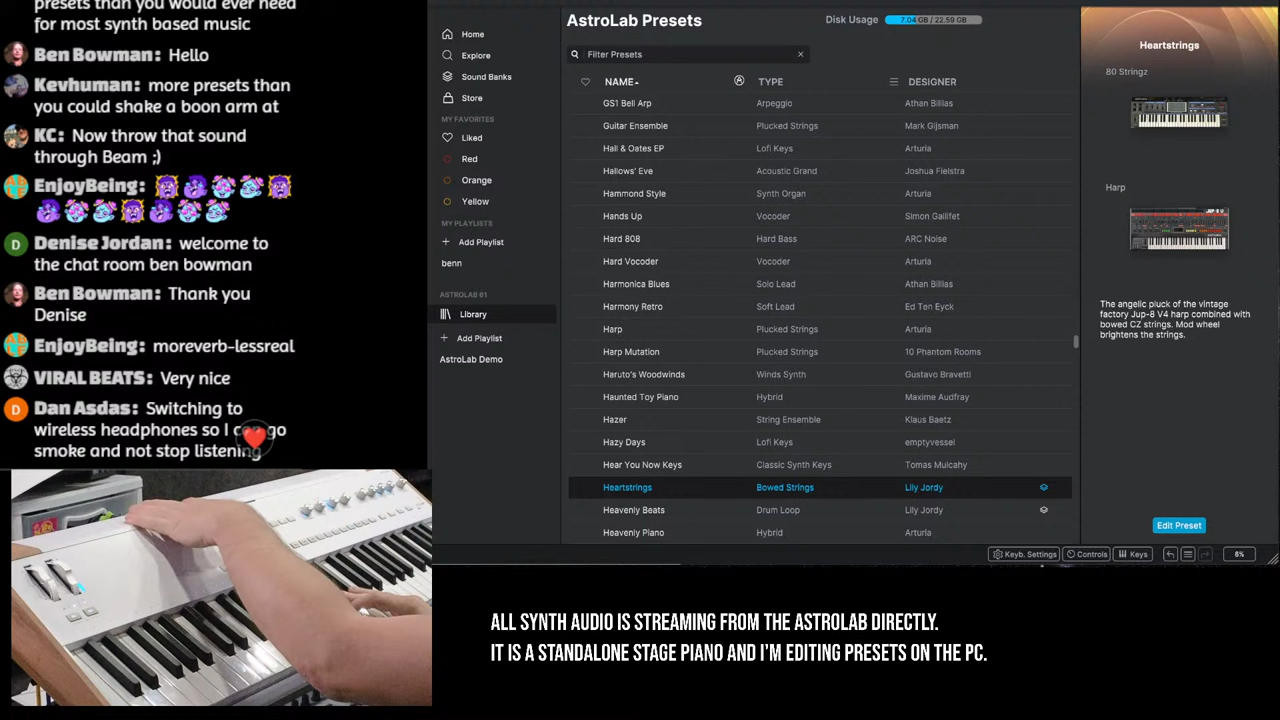 presets than you would ever need
for most synth based music
Ben Bowman: Hello
Kevhuman: more presets than
you could shake a boon arm at
KC: Now throw that sound
through Beam ;)
EnjoyBeing:
Denise Jordan: welcome to
the chat room ben bowman
Ben Bowman: Thank you
Denise
EnjoyBeing: moreverb-lessreal
VIRAL BEATS: Very nice
D Dan Asdas: Switching to
wireless headphones so I can go
smoke and not stop listening
Home
Explore
Sound Banks
Store
MY FAVORITES
Liked
Red
Orange
Yellow
MY PLAYLISTS
+ Add Playlist
benn
ASTROLAB 61
Library
+ Add Playlist
AstroLab Demo
AstroLab Presets
Disk Usage 7.04 GB / 22.59 GB
Filter Presets ×
NAME TYPE DESIGNER
GS1 Bell Arp Arpeggio Athan Billias
Guitar Ensemble Plucked Strings Mark Gijsman
Hall & Oates EP Lofi Keys Arturia
Hallows' Eve Acoustic Grand Joshua Fielstra
Hammond Style Synth Organ Arturia
Hands Up Vocoder Simon Gallifet
Hard 808 Hard Bass ARC Noise
Hard Vocoder Vocoder Arturia
Harmonica Blues Solo Lead Athan Billias
Harmony Retro Soft Lead Ed Ten Eyck
Harp Plucked Strings Arturia
Harp Mutation Plucked Strings 10 Phantom Rooms
Haruto's Woodwinds Winds Synth Gustavo Bravetti
Haunted Toy Piano Hybrid Maxime Audfray
Hazer String Ensemble Klaus Baetz
Hazy Days Lofi Keys emptyvessel
Hear You Now Keys Classic Synth Keys Tomas Mulcahy
Heartstrings Bowed Strings Lily Jordy
Heavenly Beats Drum Loop Lily Jordy
Heavenly Piano Hybrid Arturia
Heartstrings
80 Stringz
Harp
The angelic pluck of the vintage
factory Jup-8 V4 harp combined with
bowed CZ strings. Mod wheel
brightens the strings.
Edit Preset
Keyb. Settings Controls Keys 6%
ALL SYNTH AUDIO IS STREAMING FROM THE ASTROLAB DIRECTLY.
IT IS A STANDALONE STAGE PIANO AND I'M EDITING PRESETS ON THE PC.